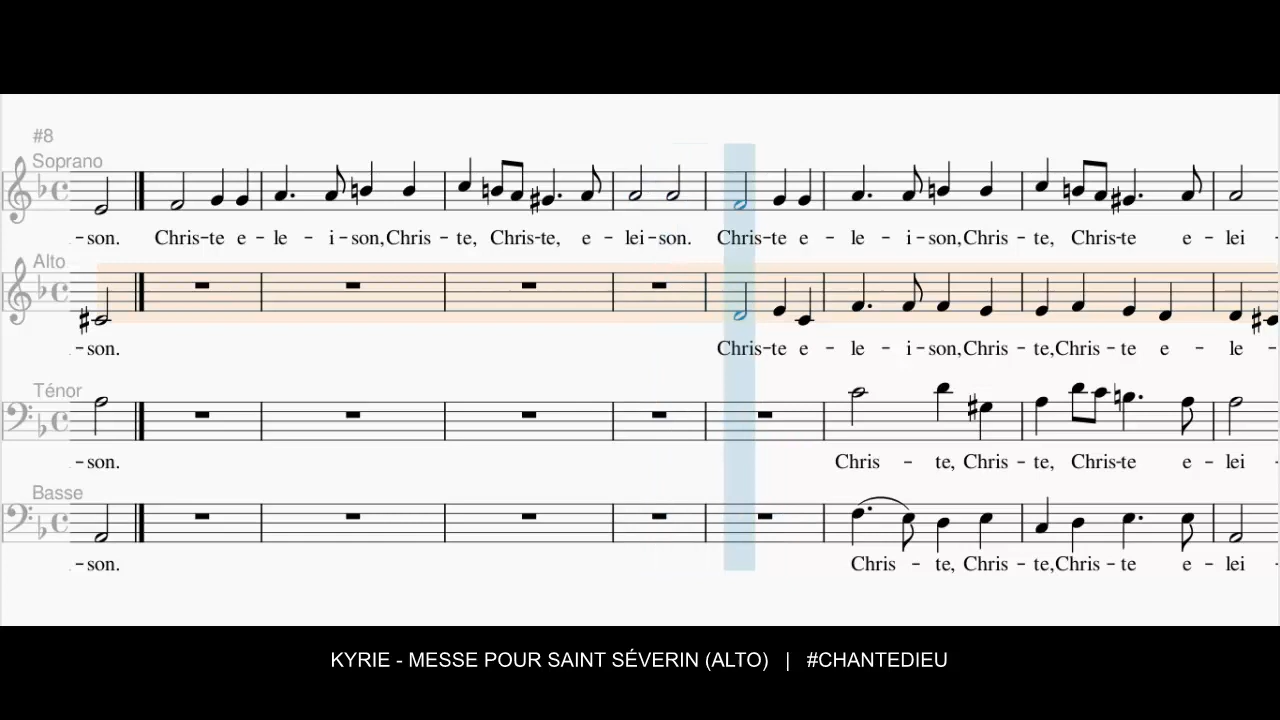 #8
Soprano
-son. Chris-te e - le - i-son,Chris - te, Chris-te, e - lei-son. Chris-te e - le - i-son,Chris - te, Chris-te e - lei
Alto
-son. Chris-te e - le - i-son,Chris - te,Chris - te e - le -
Ténor
-son. Chris - te, Chris - te, Chris-te e - lei -
Basse
-son. Chris - te, Chris - te,Chris - te e - lei -
KYRIE - MESSE POUR SAINT SÉVERIN (ALTO) | #CHANTEDIEU